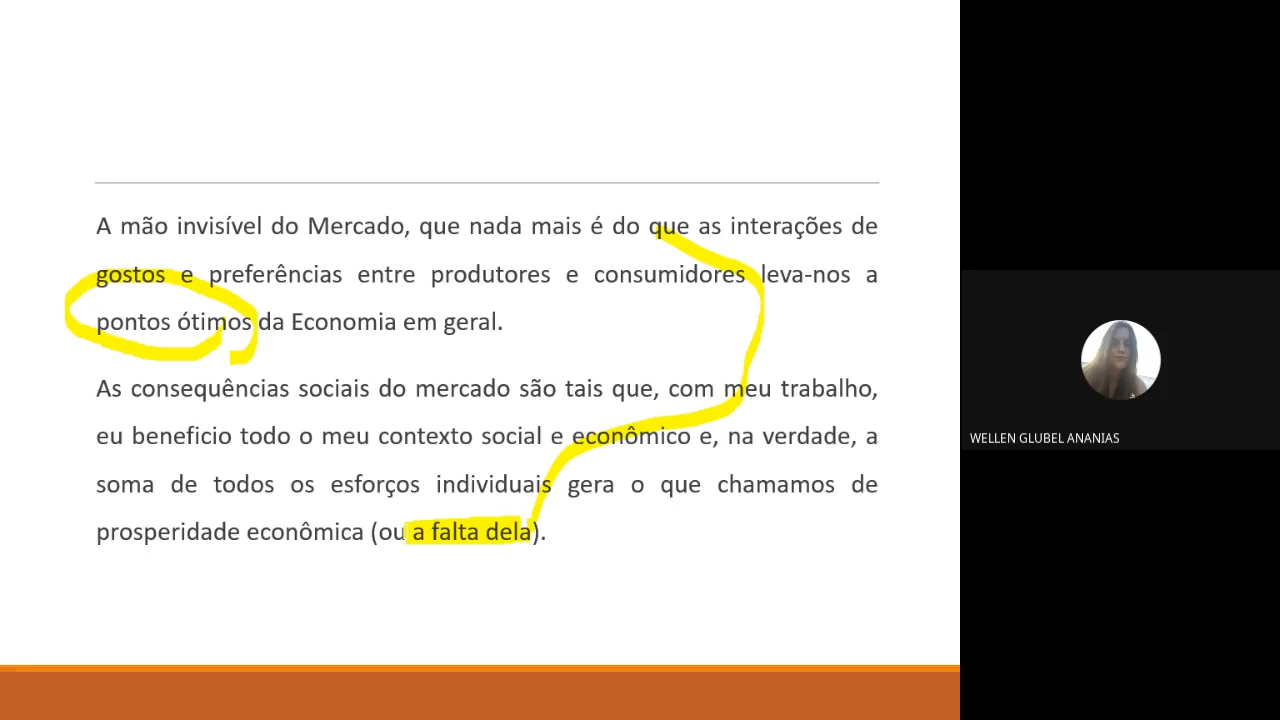 A mão invisível do Mercado, que nada mais é do que as interações de
gostos e preferências entre produtores e consumidores leva-nos a
pontos ótimos da Economia em geral.
As consequências sociais do mercado são tais que, com meu trabalho,
eu beneficio todo o meu contexto social e econômico e, na verdade, a
soma de todos os esforços individuais gera o que chamamos de
prosperidade econômica (ou a falta dela).
WELLEN GLUBEL ANANIAS